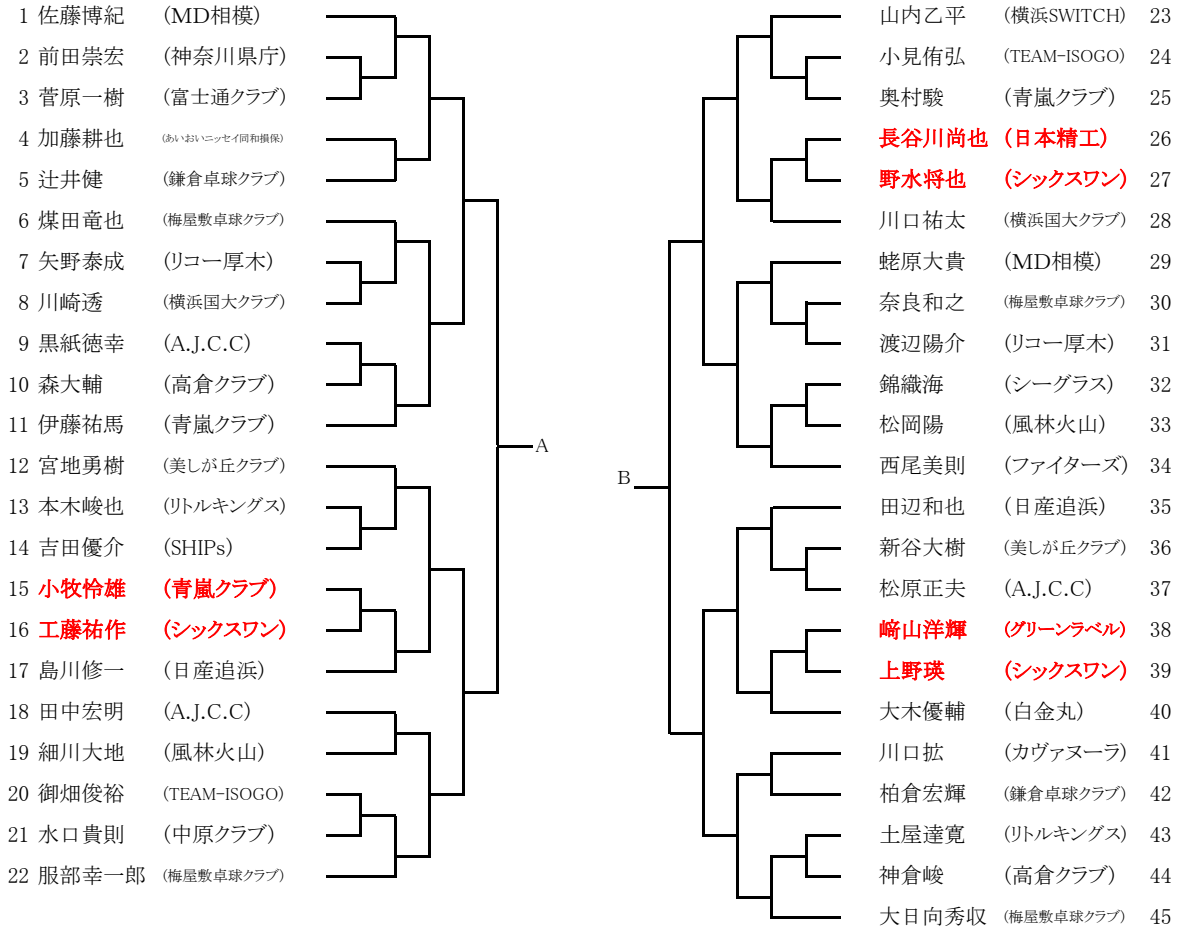 1 佐藤博紀 (MD相模)
2 前田崇宏 (神奈川県庁)
3 菅原一樹 (富士通クラブ)
4 加藤耕也 (あいおいニッセイ同和損保)
5 辻井健 (鎌倉卓球クラブ)
6 煤田竜也 (梅屋敷卓球クラブ)
7 矢野泰成 (リコー厚木)
8 川崎透 (横浜国大クラブ)
9 黒紙徳幸 (A.J.C.C)
10 森大輔 (高倉クラブ)
11 伊藤祐馬 (青嵐クラブ)
12 宮地勇樹 (美しが丘クラブ)
13 本木峻也 (リトルキングス)
14 吉田優介 (SHIPs)
15 小牧怜雄 (青嵐クラブ)
16 工藤祐作 (シックスワン)
17 島川修一 (日産追浜)
18 田中宏明 (A.J.C.C)
19 細川大地 (風林火山)
20 御畑俊裕 (TEAM-ISOGO)
21 水口貴則 (中原クラブ)
22 服部幸一郎 (梅屋敷卓球クラブ)
A
B
山内乙平 (横浜SWITCH) 23
小見侑弘 (TEAM-ISOGO) 24
奥村駿 (青嵐クラブ) 25
長谷川尚也 (日本精工) 26
野水将也 (シックスワン) 27
川口祐太 (横浜国大クラブ) 28
蛯原大貴 (MD相模) 29
奈良和之 (梅屋敷卓球クラブ) 30
渡辺陽介 (リコー厚木) 31
錦織海 (シーグラス) 32
松岡陽 (風林火山) 33
西尾美則 (ファイターズ) 34
田辺和也 (日産追浜) 35
新谷大樹 (美しが丘クラブ) 36
松原正夫 (A.J.C.C) 37
﨑山洋輝 (グリーンラベル) 38
上野瑛 (シックスワン) 39
大木優輔 (白金丸) 40
川口拡 (カヴァヌーラ) 41
柏倉宏輝 (鎌倉卓球クラブ) 42
土屋達寛 (リトルキングス) 43
神倉峻 (高倉クラブ) 44
大日向秀収 (梅屋敷卓球クラブ) 45